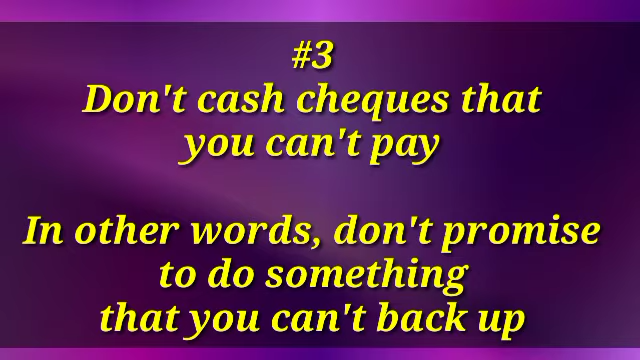 #3
Don't cash cheques that
you can't pay
In other words, don't promise
to do something
that you can't back up